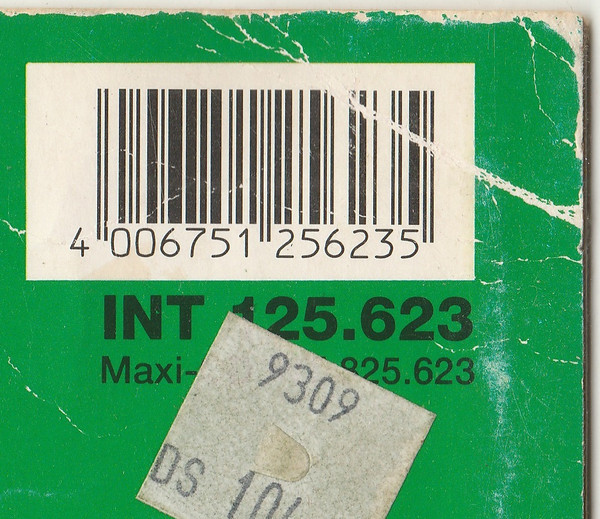 4 006751 256235
INT 125.623
Maxi- 825.623
9309
DS 10